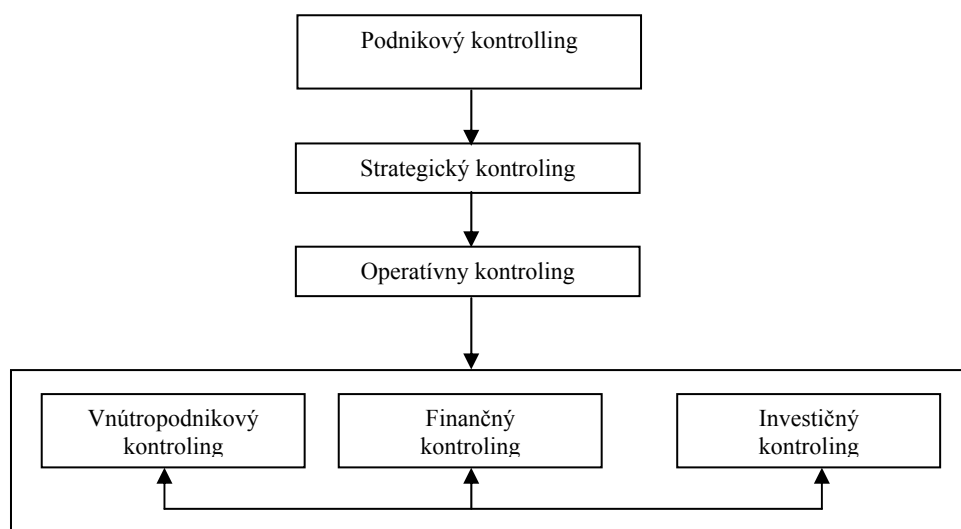 Podnikový kontrolling
Strategický kontroling
Operatívny kontroling
Vnútropodnikový
kontroling
Finančný
kontroling
Investičný
kontroling